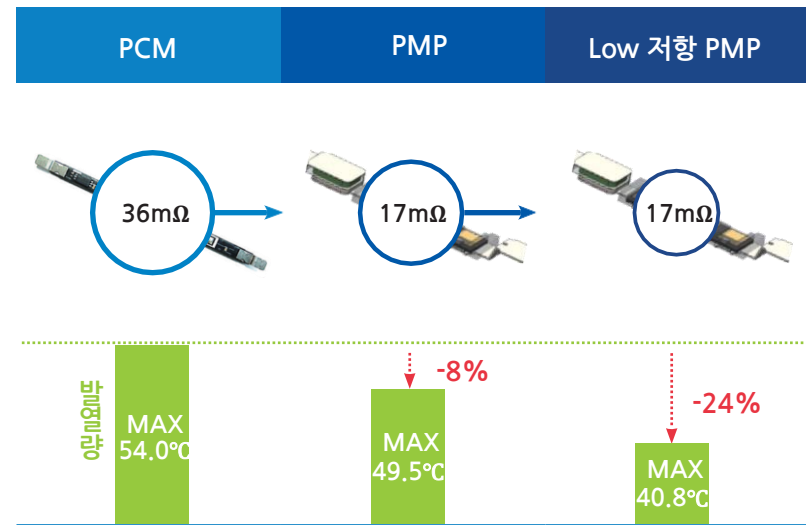 PCM
PMP
Low 저항 PMP
36mΩ
17mΩ
17mΩ
발열량
MAX
54.0℃
-8%
MAX
49.5℃
-24%
MAX
40.8℃